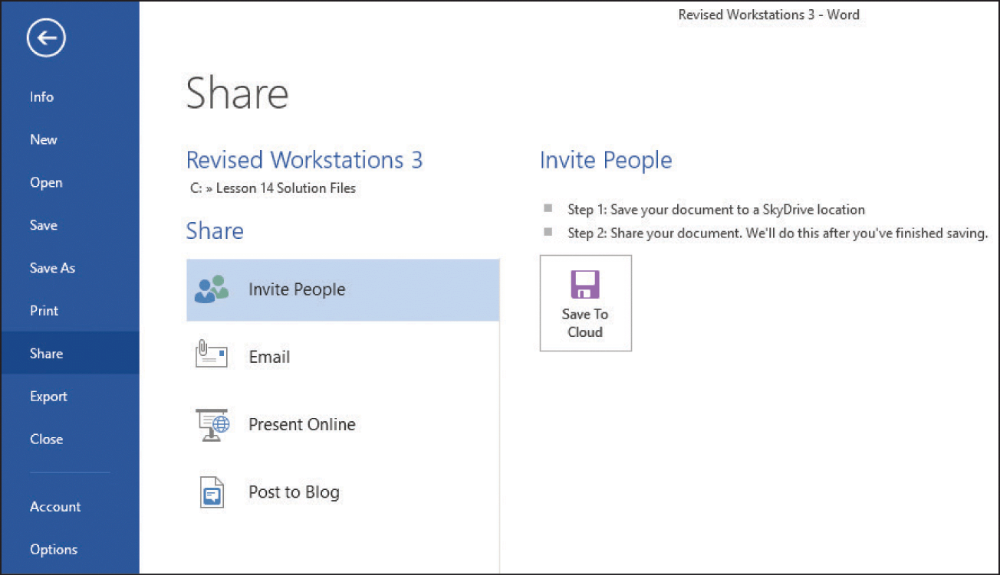 Revised Workstations 3 - Word
Info
New
Open
Save
Save As
Print
Share
Export
Close
Account
Options
Share
Revised Workstations 3
C: » Lesson 14 Solution Files
Share
Invite People
Email
Present Online
Post to Blog
Invite People
Step 1: Save your document to a SkyDrive location
Step 2: Share your document. We'll do this after you've finished saving.
Save To
Cloud